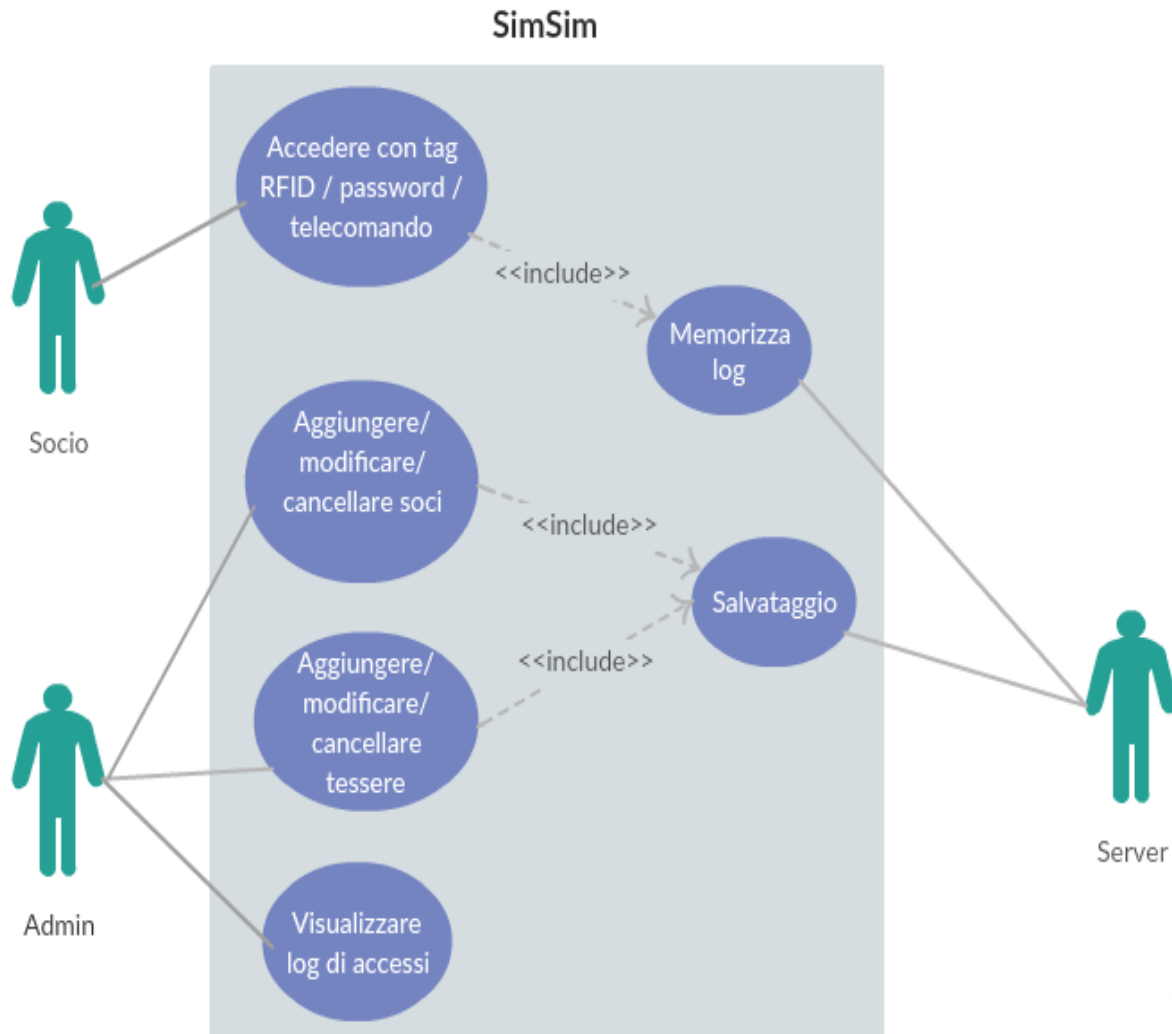 SimSim
Accedere con tag
RFID / password /
telecomando
<<include>>
Memorizza
log
Socio
Aggiungere/
modificare/
cancellare soci
<<include>>
Salvataggio
Aggiungere/
modificare/
cancellare
tessere
<<include>>
Server
Admin
Visualizzare
log di accessi